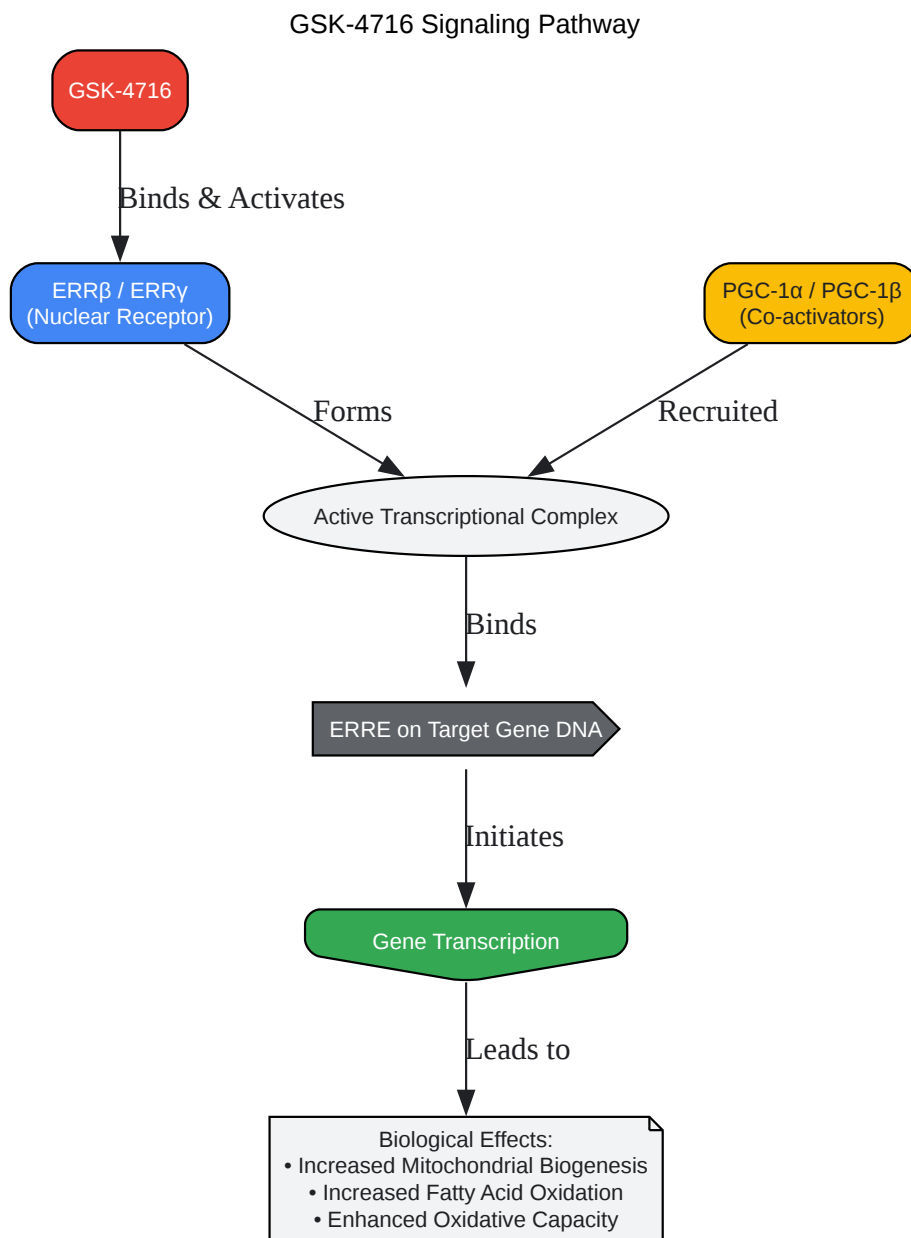 GSK-4716 Signaling Pathway
GSK-4716
Binds & Activates
ERRβ / ERRγ
(Nuclear Receptor)
PGC-1α / PGC-1β
(Co-activators)
Forms
Recruited
Active Transcriptional Complex
Binds
ERRE on Target Gene DNA
Initiates
Gene Transcription
Leads to
Biological Effects:
• Increased Mitochondrial Biogenesis
• Increased Fatty Acid Oxidation
• Enhanced Oxidative Capacity